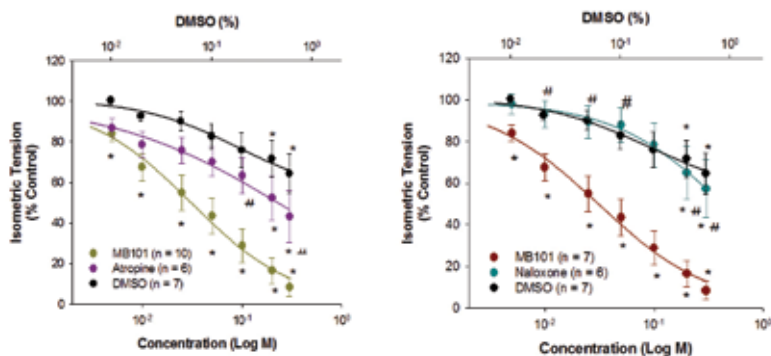 DMSO (%)
10-2 10-1 100
120
100
80
60
40
20
0
Isometric Tension
(% Control)
* * * * * * * * * * * # * #
MB101 (n = 10)
Atropine (n = 6)
DMSO (n = 7)
10-2 10-1 100
Concentration (Log M)
DMSO (%)
10-2 10-1 100
120
100
80
60
40
20
0
Isometric Tension
(% Control)
# # # * * * # * # * * * * * * *
MB101 (n = 7)
Naloxone (n = 6)
DMSO (n = 7)
10-2 10-1 100
Concentration (Log M)